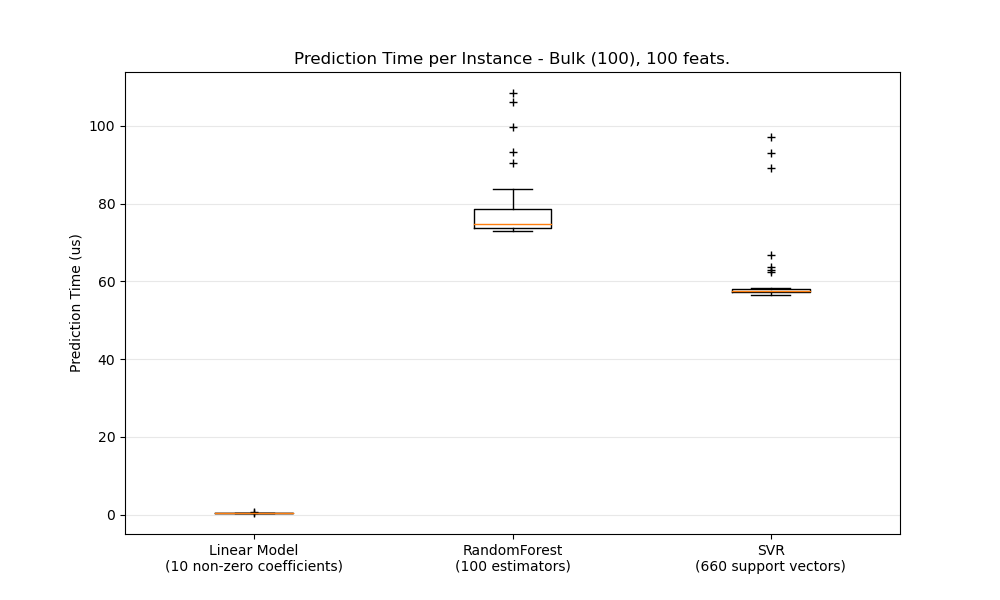 Prediction Time per Instance - Bulk (100), 100 feats.
Prediction Time (us)
100
80
60
40
20
0
Linear Model
(10 non-zero coefficients)
RandomForest
(100 estimators)
SVR
(660 support vectors)